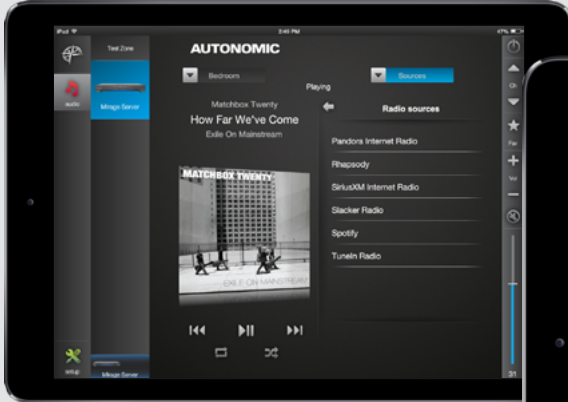 iPad
2:40 PM
47%
Test Zone
AUTONOMIC
Bedroom
Sources
audio
Mirage Server
Playing
Ch
Matchbox Twenty
How Far We've Come
Exile On Mainstream
Radio sources
Fav
Pandora Internet Radio
Rhapsody
Vol
MATCHBOX TWENTY
SiriusXM Internet Radio
Slacker Radio
Spotify
TuneIn Radio
EXILE ON MAINSTREAM
setup
Mirage Server
31